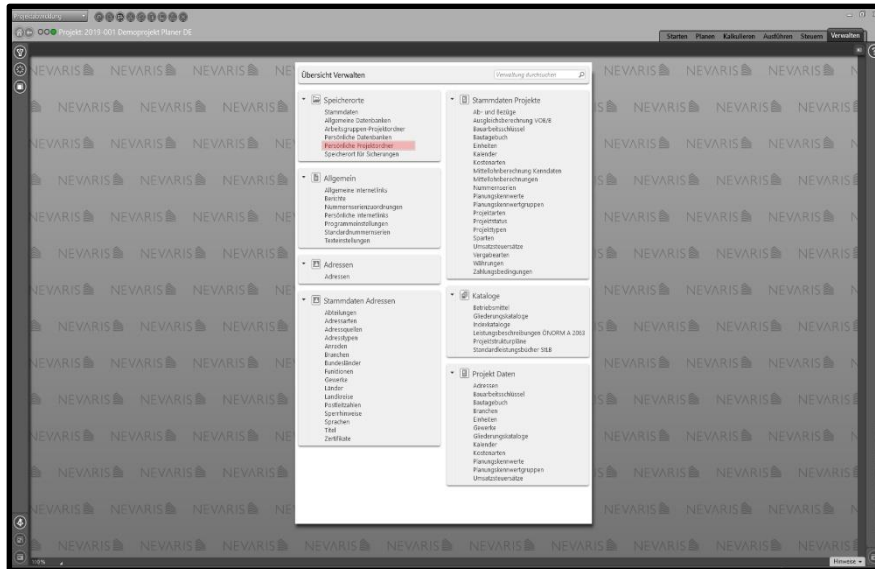 Projekt: 2019-001 Demoprojekt Planer DE
Starten Planen Kalkulieren Ausführen Steuern Verwalten
Übersicht Verwalten
Verwaltung durchsuchen
Speicherorte
Stammdaten
Allgemeine Datenbanken
Arbeitsgruppen-Projektordner
Persönliche Datenbanken
Persönliche Projektordner
Speicherort für Sicherungen
Allgemein
Allgemeine Internetlinks
Berichte
Nummernserienzuordnungen
Persönliche Internetlinks
Programmeinstellungen
Standardnummernserien
Texteinstellungen
Adressen
Adressen
Stammdaten Adressen
Abteilungen
Adressarten
Adressquellen
Adresstypen
Anreden
Branchen
Bundesländer
Funktionen
Gewerke
Länder
Landkreise
Postleitzahlen
Sperrhinweise
Sprachen
Titel
Zertifikate
Stammdaten Projekte
Ab- und Bezüge
Ausgleichsberechnung VOB/B
Bauarbeitsschlüssel
Bautagebuch
Einheiten
Kalender
Kostenarten
Mittellohnberechnung Kenndaten
Mittellohnberechnungen
Nummernserien
Planungskennwerte
Planungskennwertgruppen
Projektarten
Projektstatus
Projekttypen
Sparten
Umsatzsteuersätze
Vergabearten
Währungen
Zahlungsbedingungen
Kataloge
Betriebsmittel
Gliederungskataloge
Indexkataloge
Leistungsbeschreibungen ÖNORM A 2063
Projektstrukturpläne
Standardleistungsbücher StLB
Projekt Daten
Adressen
Bauarbeitsschlüssel
Bautagebuch
Branchen
Einheiten
Gewerke
Gliederungskataloge
Kalender
Kostenarten
Planungskennwerte
Planungskennwertgruppen
Umsatzsteuersätze
NEVARIS
100%
Hinweise